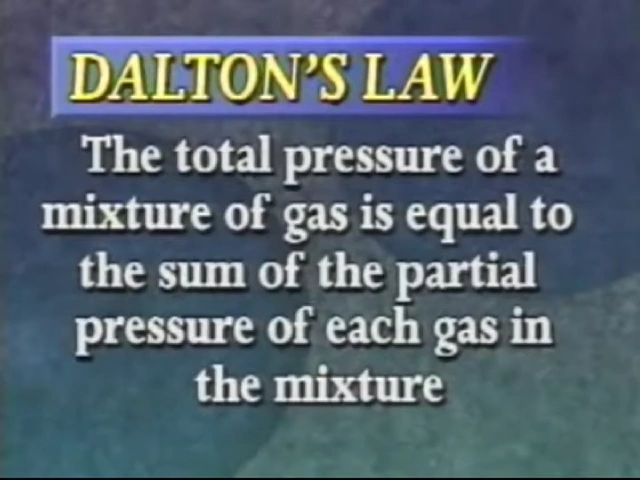 DALTON'S LAW
The total pressure of a
mixture of gas is equal to
the sum of the partial
pressure of each gas in
the mixture